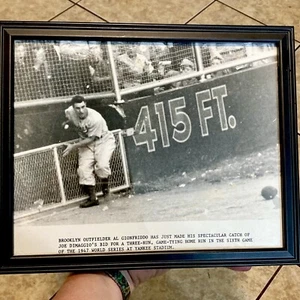 415 FT.
BROOKLYN OUTFIELDER AL GIONFRIDDO HAS JUST MADE HIS SPECTACULAR CATCH OF
JOE DIMAGGIO'S BID FOR A THREE-RUN, GAME-TYING HOME RUN IN THE SIXTH GAME
OF THE 1947 WORLD SERIES AT YANKEE STADIUM.